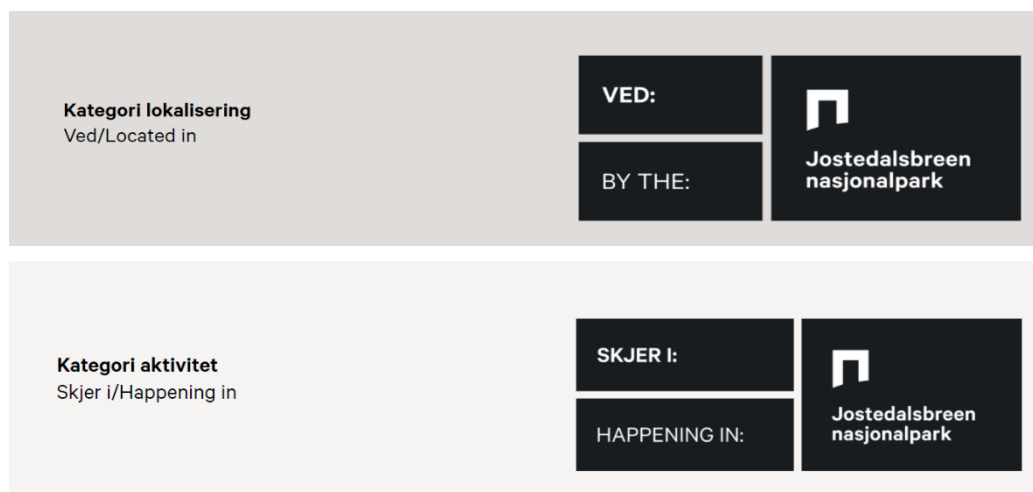 Kategori lokalisering
Ved/Located in
VED:
BY THE:
Jostedalsbreen
nasjonalpark
Kategori aktivitet
Skjer i/Happening in
SKJER I:
HAPPENING IN:
Jostedalsbreen
nasjonalpark